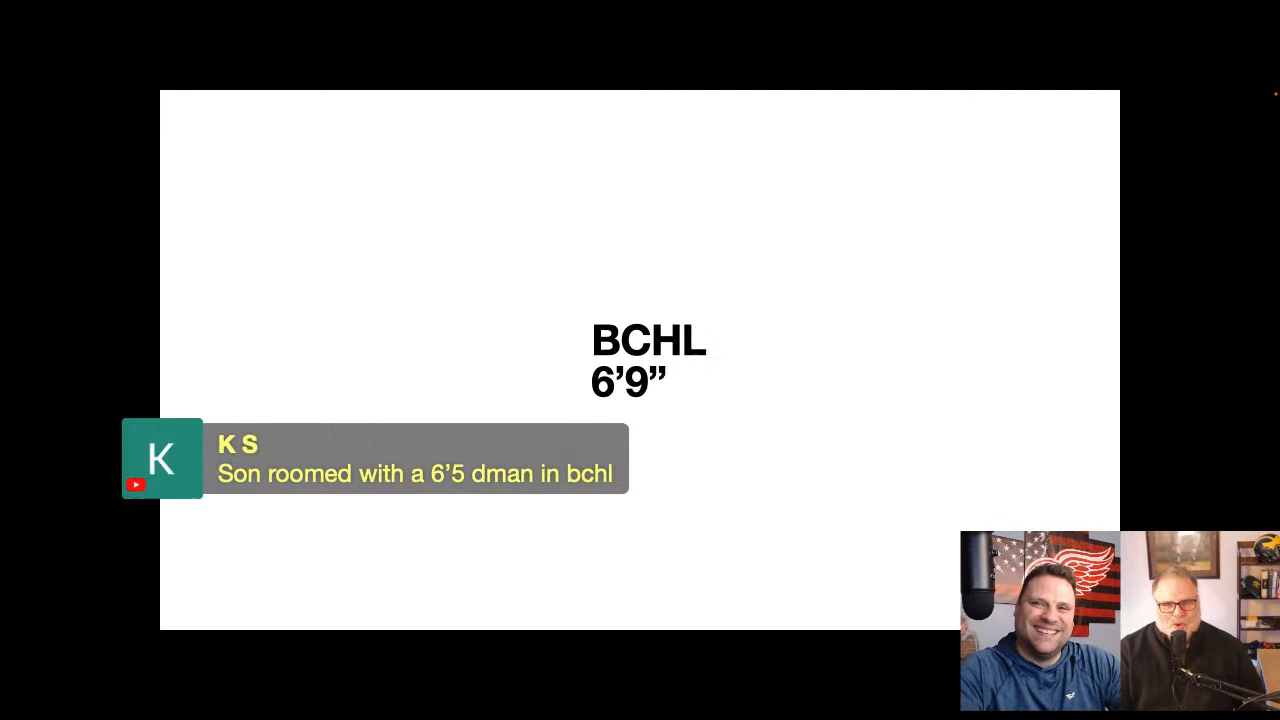 BCHL
6’9”
K
K S
Son roomed with a 6’5 dman in bchl